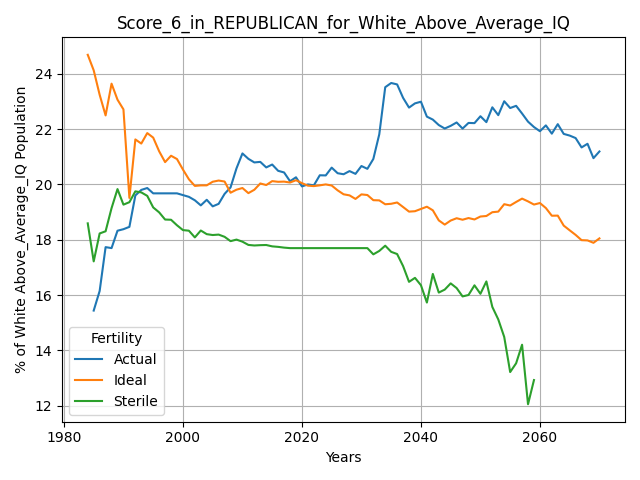 Score_6_in_REPUBLICAN_for_White_Above_Average_IQ
% of White Above_Average_IQ Population
24
22
20
18
16
14
12
Fertility
Actual
Ideal
Sterile
1980
2000
2020
2040
2060
Years